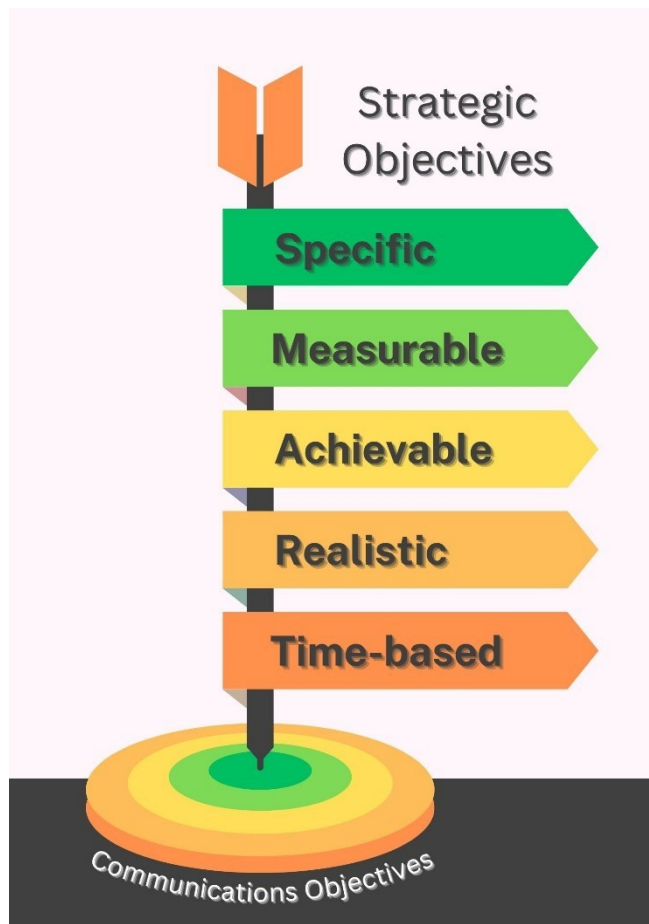 Strategic
Objectives
Specific
Measurable
Achievable
Realistic
Time-based
Communications Objectives